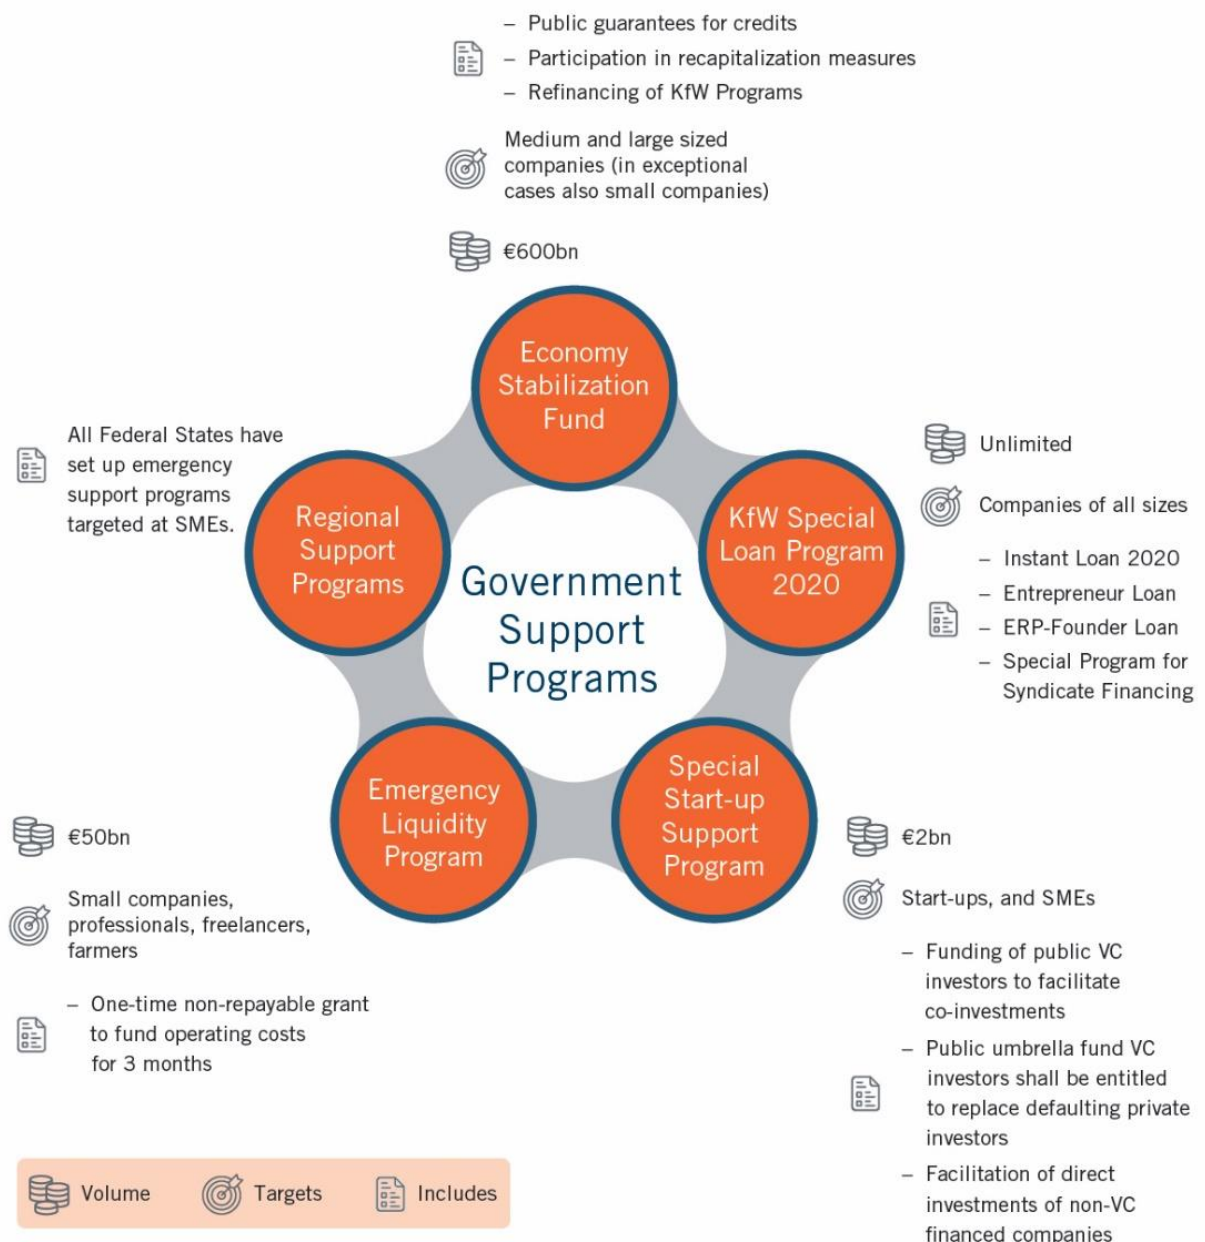 – Public guarantees for credits
– Participation in recapitalization measures
– Refinancing of KfW Programs
Medium and large sized
companies (in exceptional
cases also small companies)
€600bn
Economy
Stabilization
Fund
All Federal States have
set up emergency
support programs
targeted at SMEs.
Regional
Support
Programs
KfW Special
Loan Program
2020
Unlimited
Companies of all sizes
– Instant Loan 2020
– Entrepreneur Loan
– ERP-Founder Loan
– Special Program for
Syndicate Financing
Government
Support
Programs
Emergency
Liquidity
Program
Special
Start-up
Support
Program
€50bn
Small companies,
professionals, freelancers,
farmers
– One-time non-repayable grant
to fund operating costs
for 3 months
€2bn
Start-ups, and SMEs
– Funding of public VC
investors to facilitate
co-investments
– Public umbrella fund VC
investors shall be entitled
to replace defaulting private
investors
– Facilitation of direct
investments of non-VC
financed companies
Volume
Targets
Includes